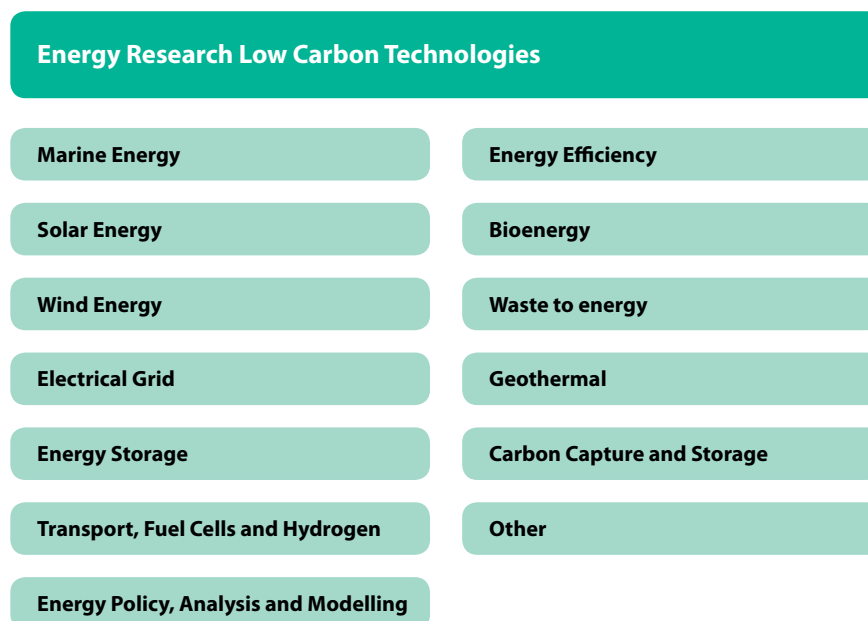 Energy Research Low Carbon Technologies
Marine Energy
Solar Energy
Wind Energy
Electrical Grid
Energy Storage
Transport, Fuel Cells and Hydrogen
Energy Policy, Analysis and Modelling
Energy Efficiency
Bioenergy
Waste to energy
Geothermal
Carbon Capture and Storage
Other